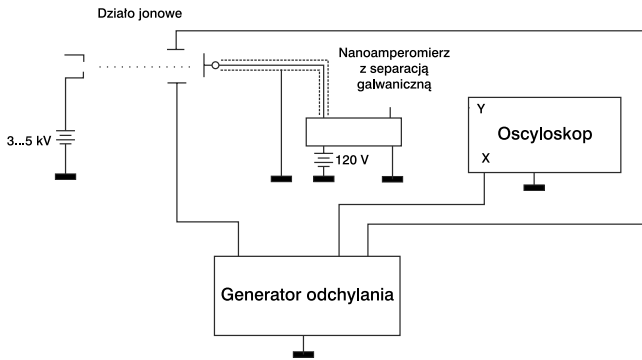 Działo jonowe
Nanoamperomierz
z separacją
galwaniczną
Y
Oscyloskop
X
3...5 kV
120 V
Generator odchylania